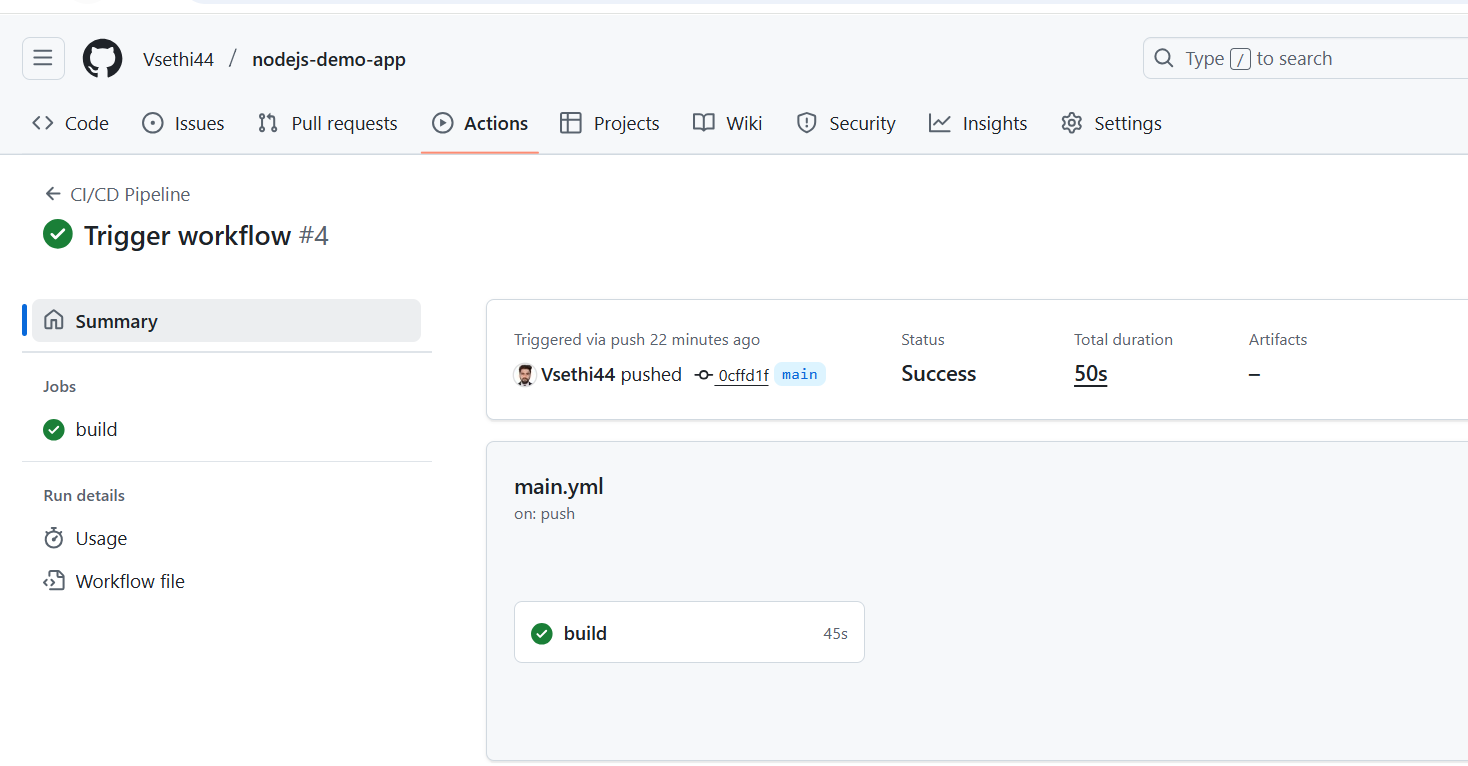 Vsethi44 / nodejs-demo-app
Type / to search
Code Issues Pull requests Actions Projects Wiki Security Insights Settings
CI/CD Pipeline
Trigger workflow #4
Summary
Jobs
build
Run details
Usage
Workflow file
Triggered via push 22 minutes ago
Vsethi44 pushed 0cffd1f main
Status
Success
Total duration
50s
Artifacts
–
main.yml
on: push
build 45s